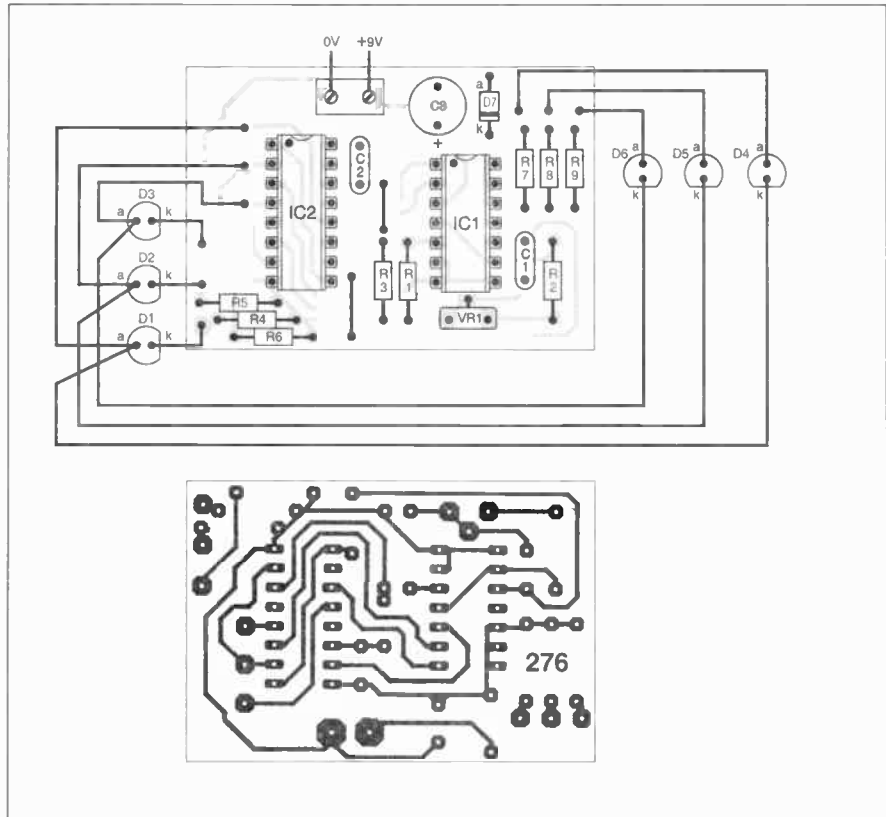 0V +9V
C3
+
a
D7
k
IC2
C2
IC1
R7
R8
R9
D6
a
k
D5
a
k
D4
a
k
D3
a
k
D2
a
k
D1
a
k
R3
R1
C1
R2
VR1
R5
R4
R6
276